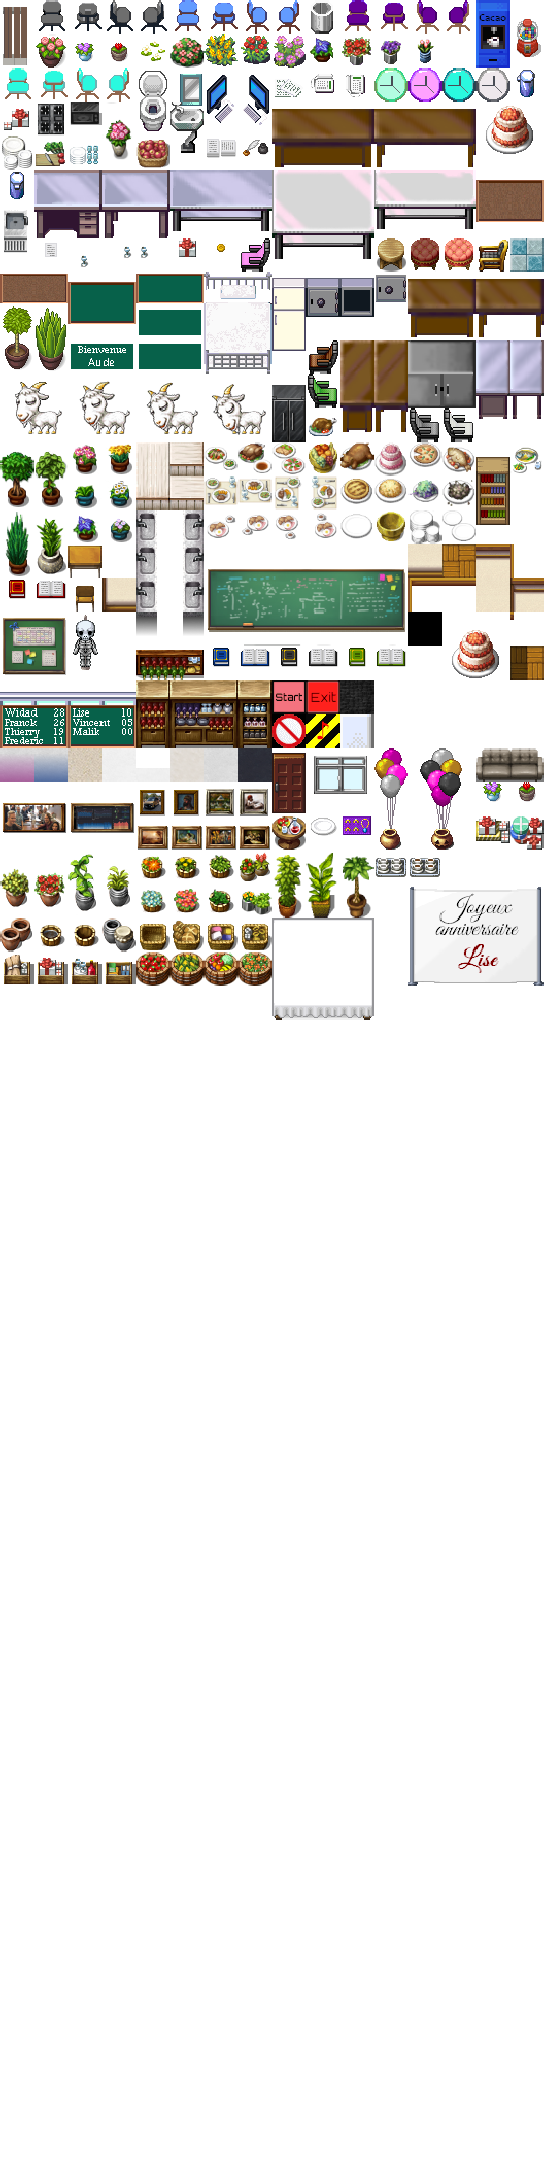 Cacao
Bienvenue
Au de
Start
Exit
Widad 28
Franck 26
Thierry 19
Frederic 11
Lise 10
Vincent 05
Malik 00
Joyeux
anniversaire
Lise